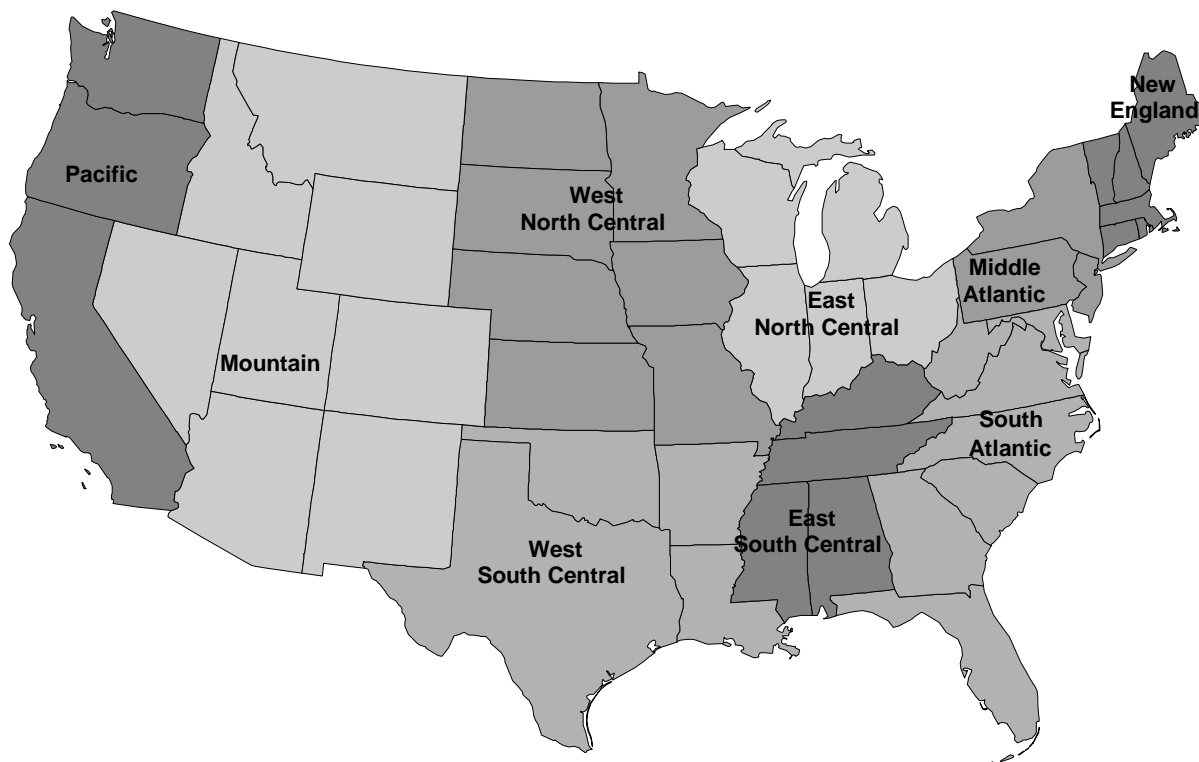 New
England
Pacific
West
North Central
Middle
Atlantic
East
North Central
Mountain
South
Atlantic
East
South Central
West
South Central